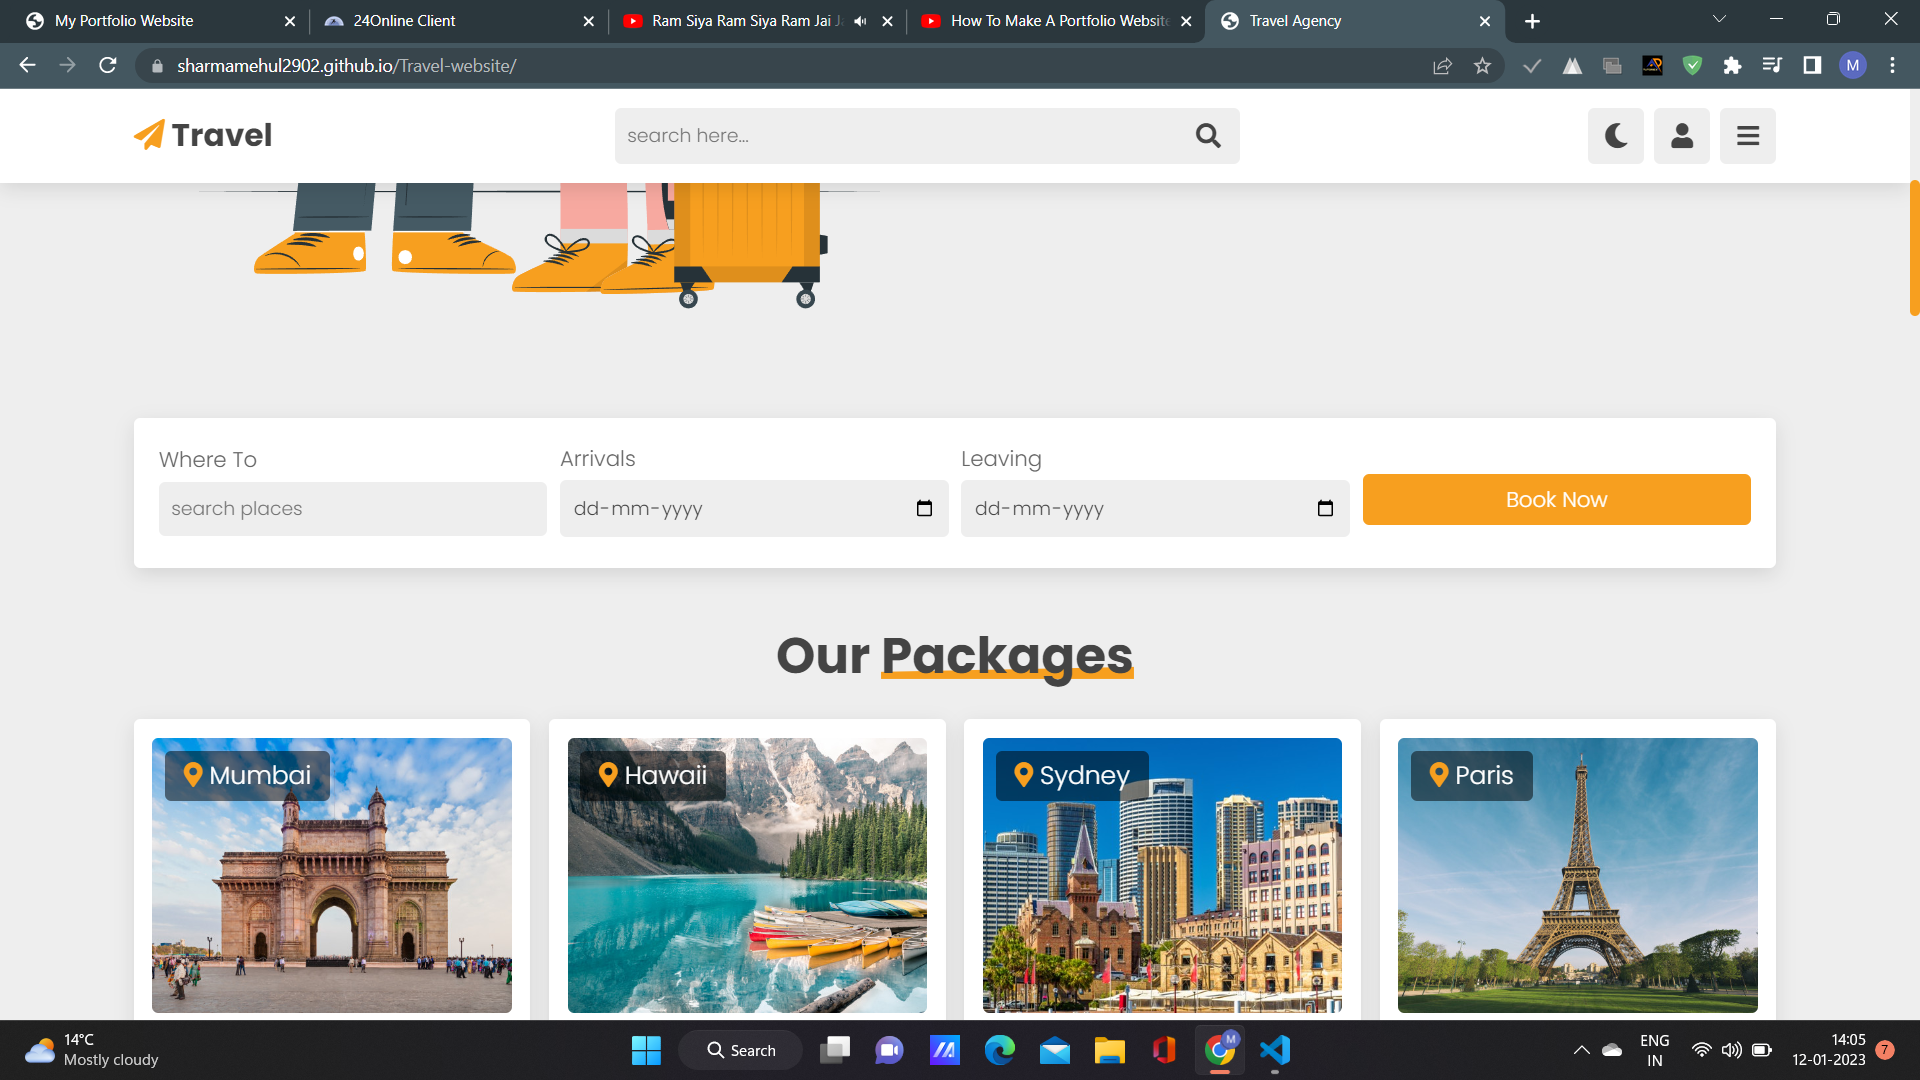 My Portfolio Website
24Online Client
Ram Siya Ram Siya Ram Jai J
How To Make A Portfolio Website
Travel Agency
sharmamehul2902.github.io/Travel-website/
M
Travel
search here...
Where To
Arrivals
Leaving
search places
dd-mm-yyyy
dd-mm-yyyy
Book Now
Our Packages
Mumbai
Hawaii
Sydney
Paris
14°C
Mostly cloudy
Search
M
ENG
IN
14:05
12-01-2023
7